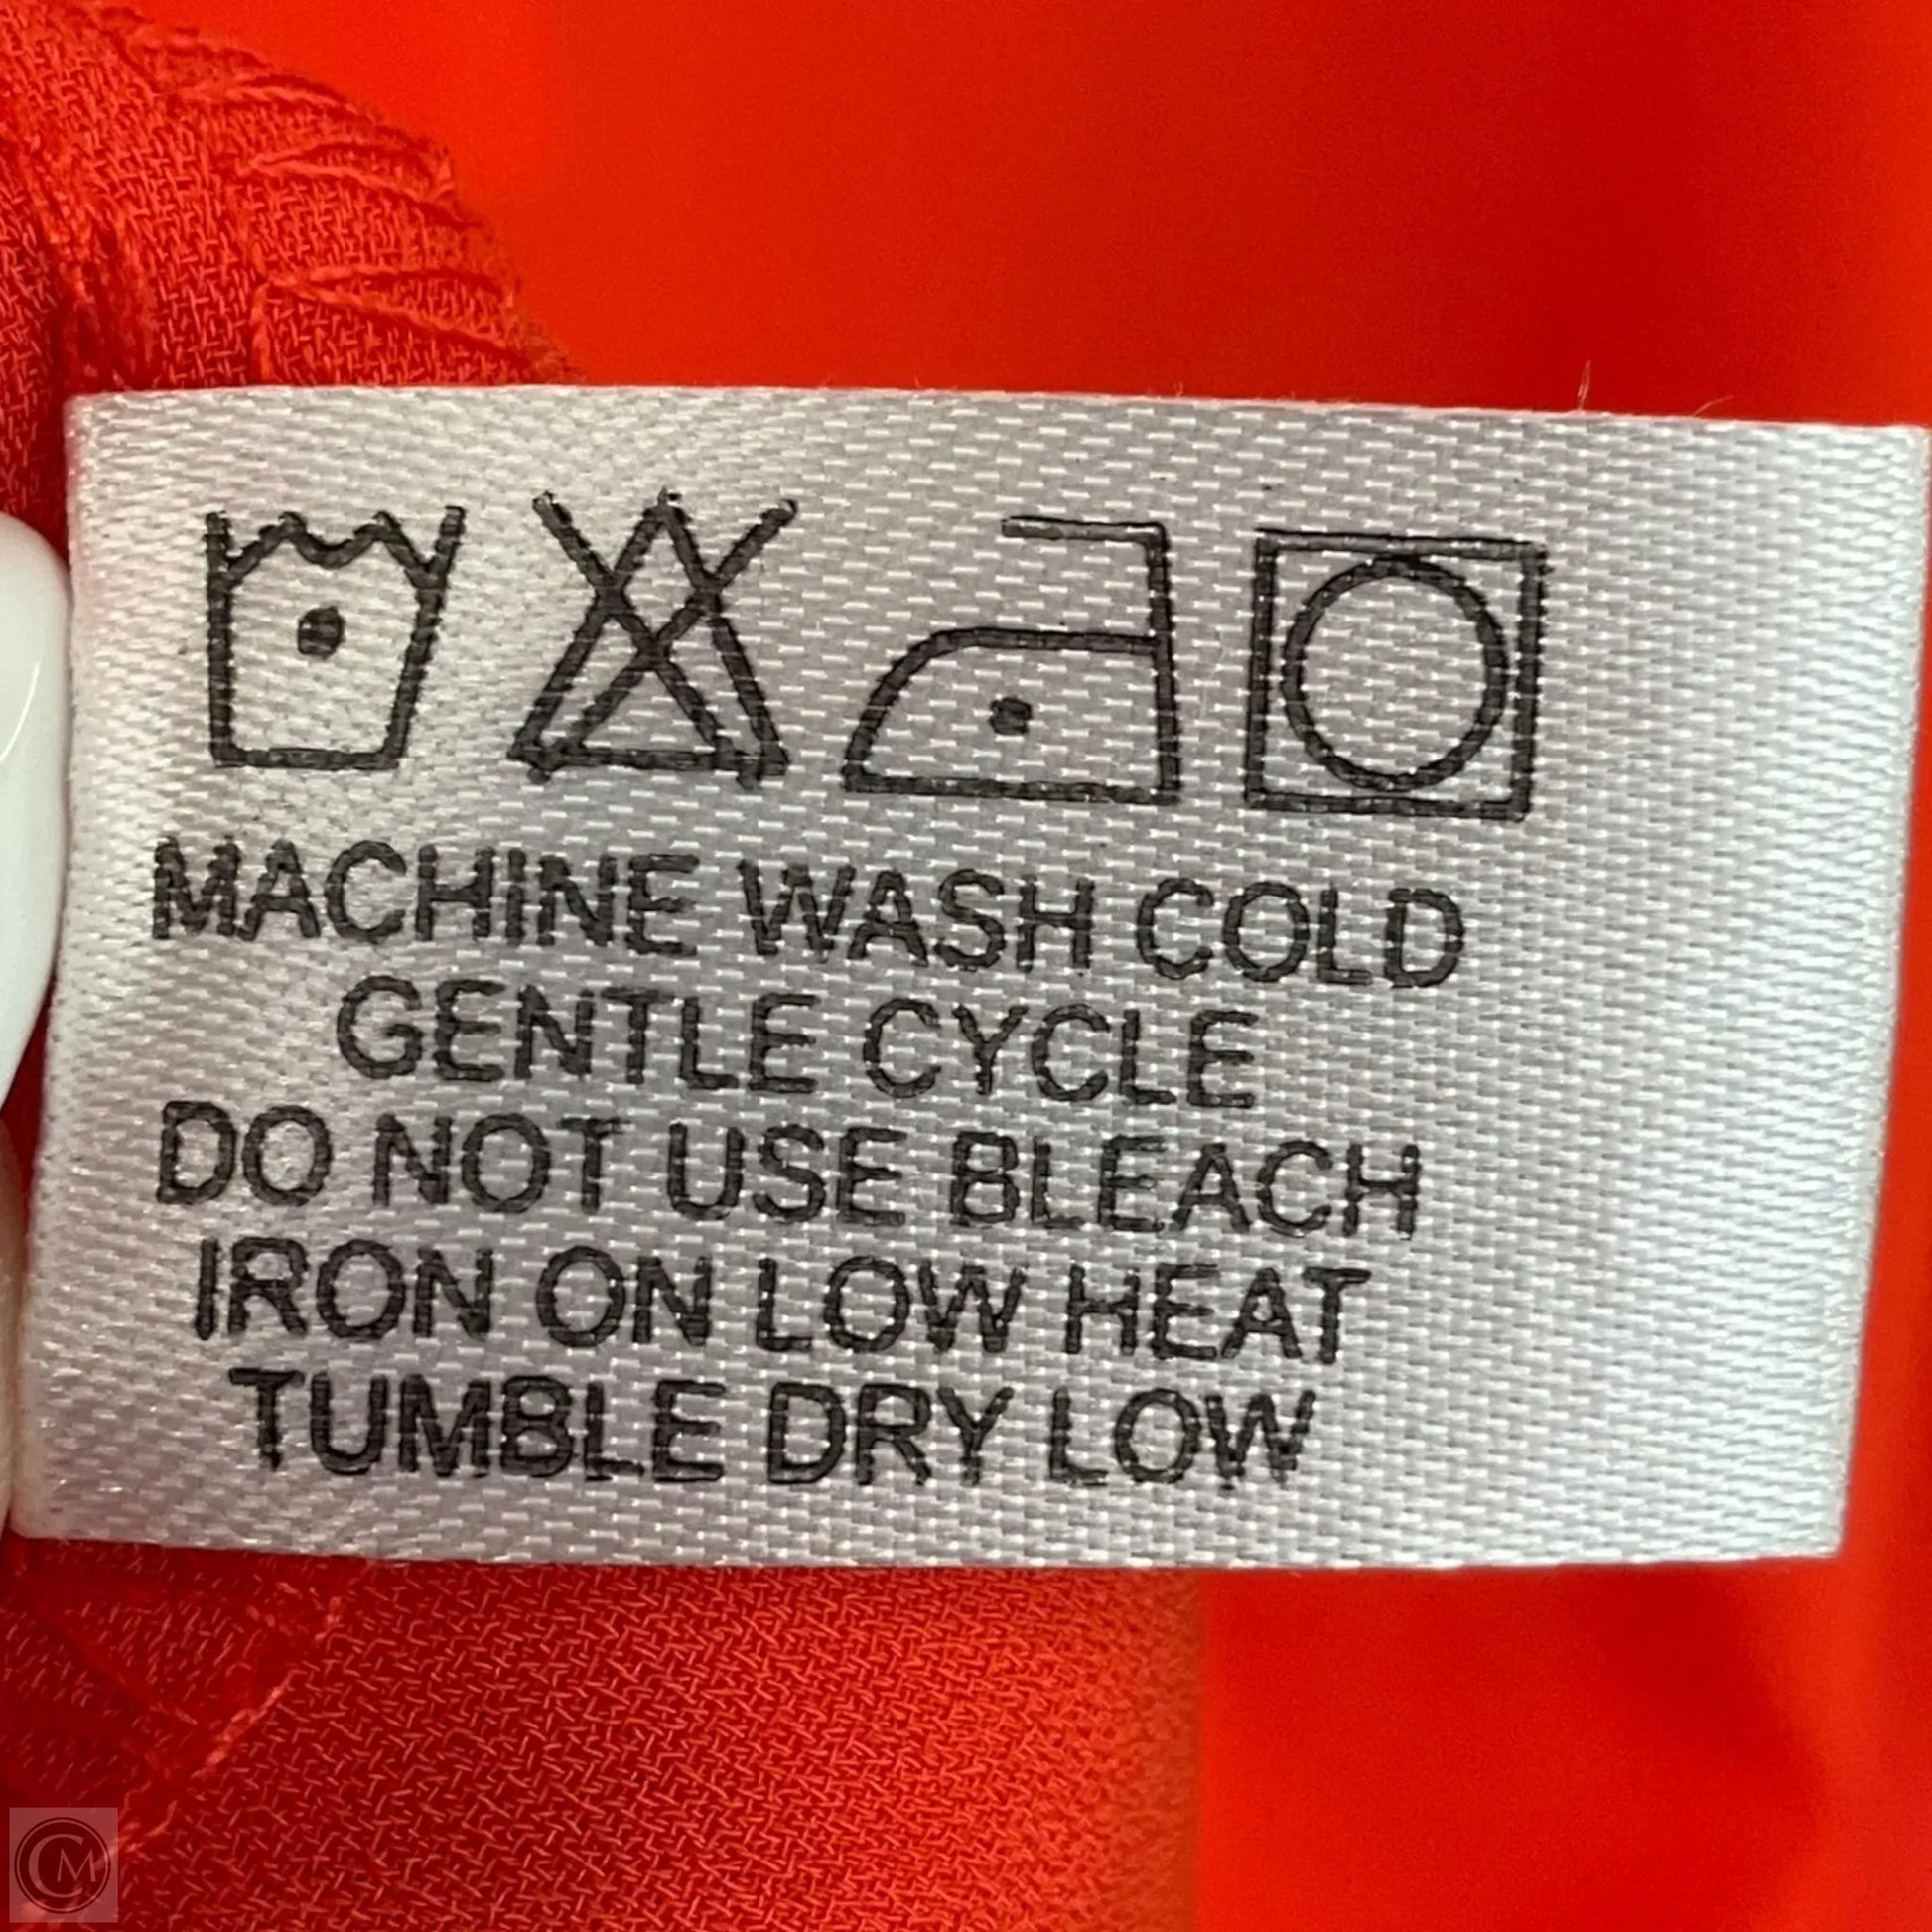 MACHINE WASH COLD
GENTLE CYCLE
DO NOT USE BLEACH
IRON ON LOW HEAT
TUMBLE DRY LOW
CM